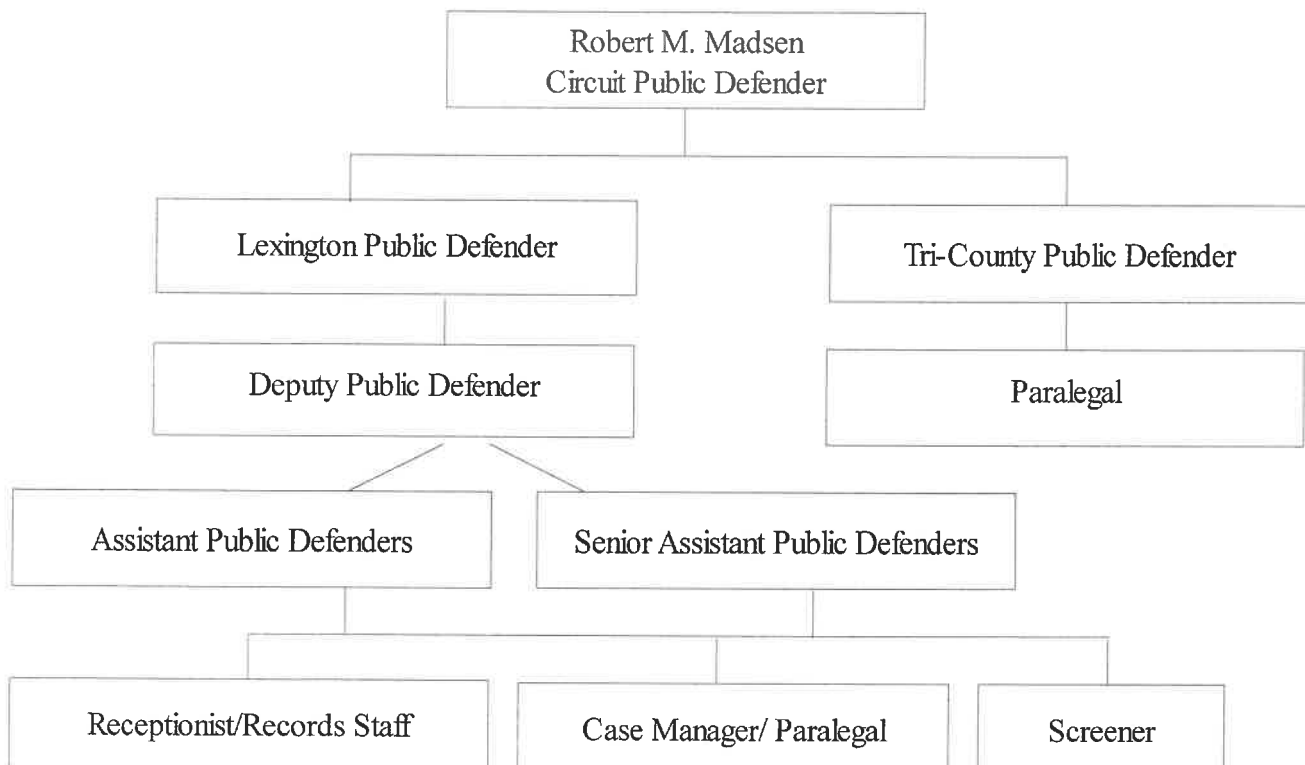 Robert M. Madsen
Circuit Public Defender
Lexington Public Defender
Tri-County Public Defender
Deputy Public Defender
Paralegal
Assistant Public Defenders
Senior Assistant Public Defenders
Receptionist/Records Staff
Case Manager/ Paralegal
Screener